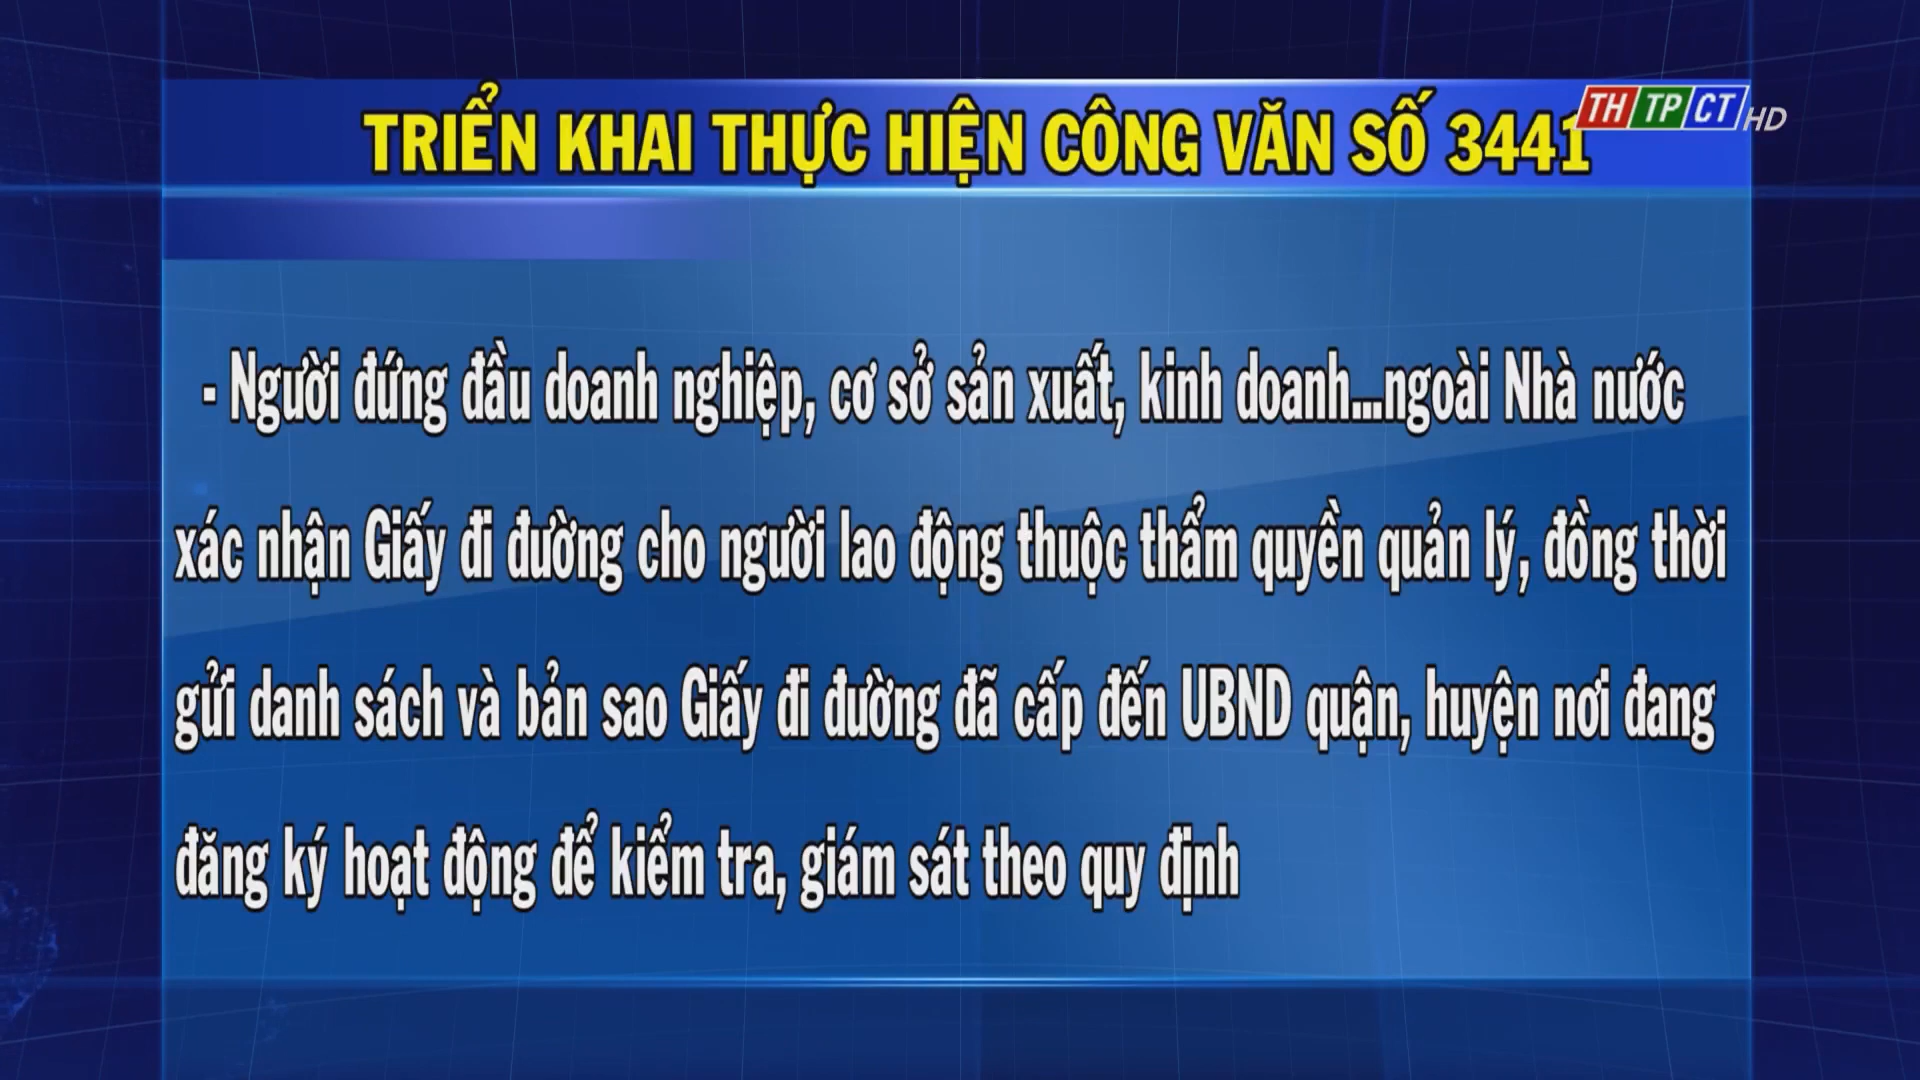 TRIỂN KHAI THỰC HIỆN CÔNG VĂN SỐ 3441
THTPCT HD
- Người đứng đầu doanh nghiệp, cơ sở sản xuất, kinh doanh...ngoài Nhà nước
xác nhận Giấy đi đường cho người lao động thuộc thẩm quyền quản lý, đồng thời
gửi danh sách và bản sao Giấy đi đường đã cấp đến UBND quận, huyện nơi đang
đăng ký hoạt động để kiểm tra, giám sát theo quy định